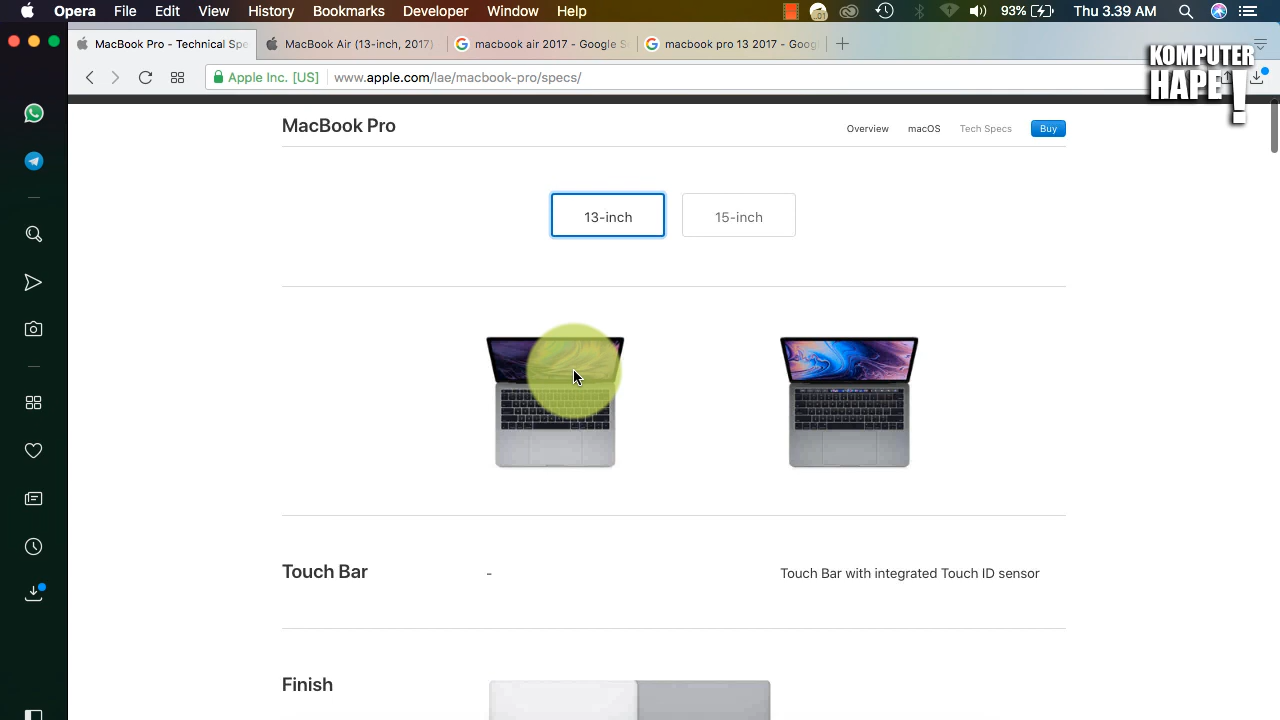 Opera File Edit View History Bookmarks Developer Window Help 93% Thu 3.39 AM
MacBook Pro - Technical Spe MacBook Air (13-inch, 2017) macbook air 2017 - Google S macbook pro 13 2017 - Goog
KOMPUTER
HAPE!
Apple Inc. [US] www.apple.com/lae/macbook-pro/specs/
MacBook Pro Overview macOS Tech Specs Buy
13-inch 15-inch
Touch Bar - Touch Bar with integrated Touch ID sensor
Finish